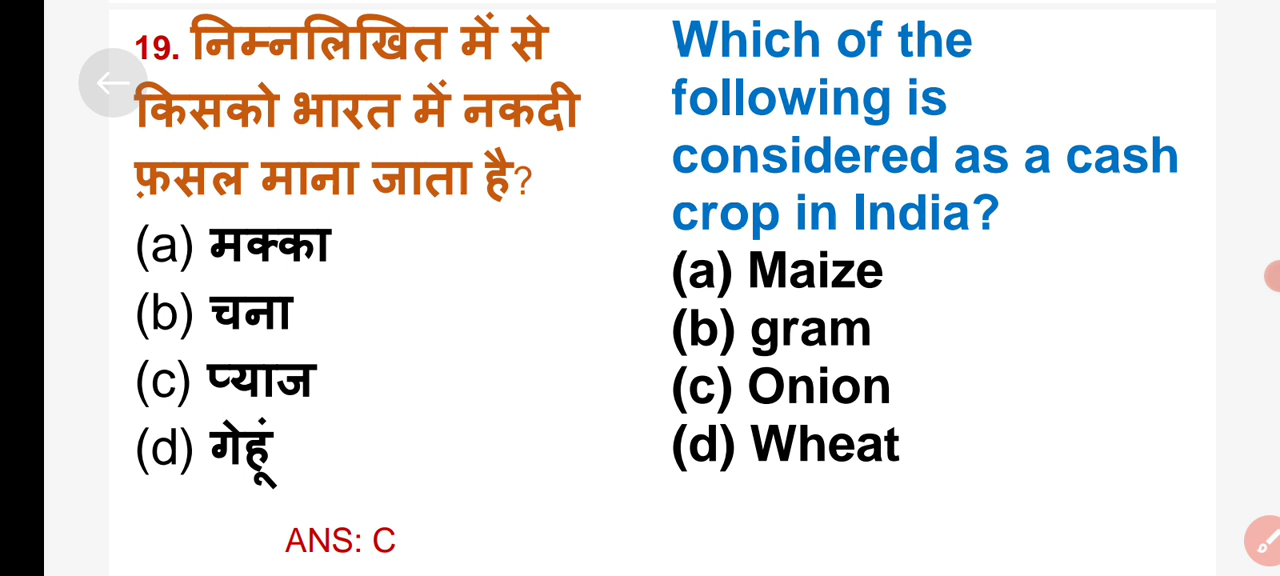 19. निम्नलिखित में से
किसको भारत में नकदी
फ़सल माना जाता है?
(a) मक्का
(b) चना
(c) प्याज
(d) गेहूं
ANS: C
Which of the
following is
considered as a cash
crop in India?
(a) Maize
(b) gram
(c) Onion
(d) Wheat